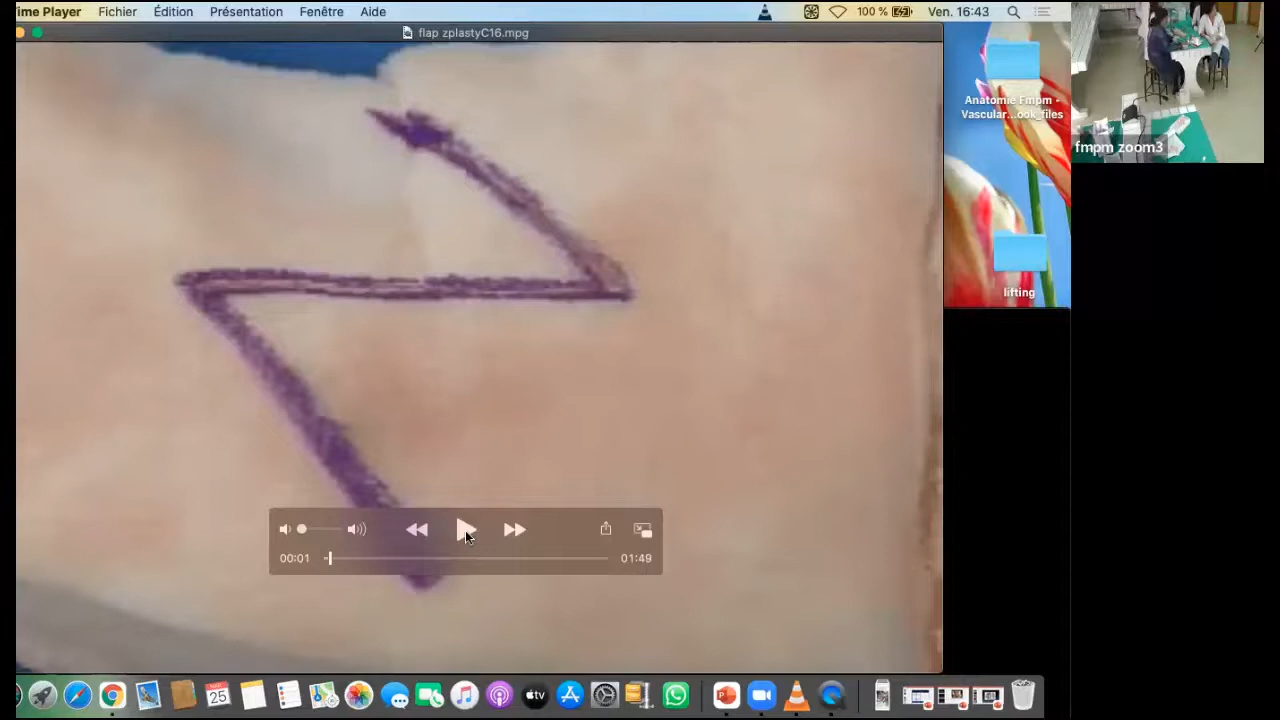 ime Player Fichier Édition Présentation Fenêtre Aide 100 % Ven. 16:43
flap zplastyC16.mpg
Anatomie Fmpm -
Vascular...ook_files
fmpm zoom3
lifting
00:01 01:49
25
tv